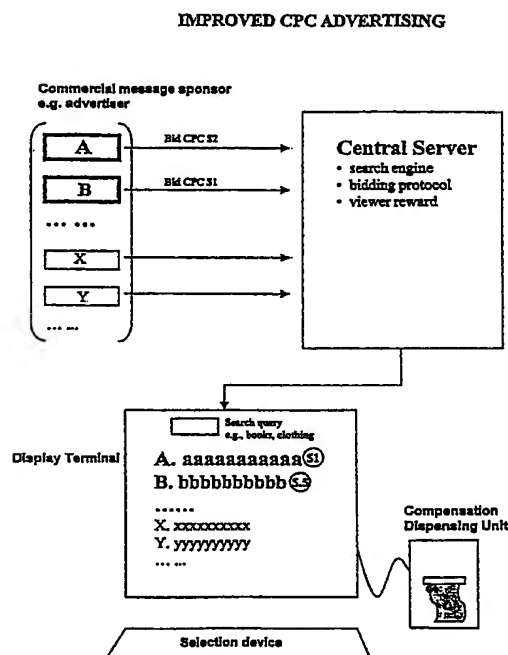 IMPROVED CPC ADVERTISING
Commercial message sponsor
e.g. advertiser
A
Bid CPC $2
B
Bid CPC $1
... ...
X
Y
... ...
Central Server
• search engine
• bidding protocol
• viewer reward
Display Terminal
Search query
e.g., books, clothing
A. aaaaaaaaaaa $1
B. bbbbbbbbbb $.5
......
X. xxxxxxxxxx
Y. yyyyyyyyyy
... ...
Compensation
Dispensing Unit
Selection device